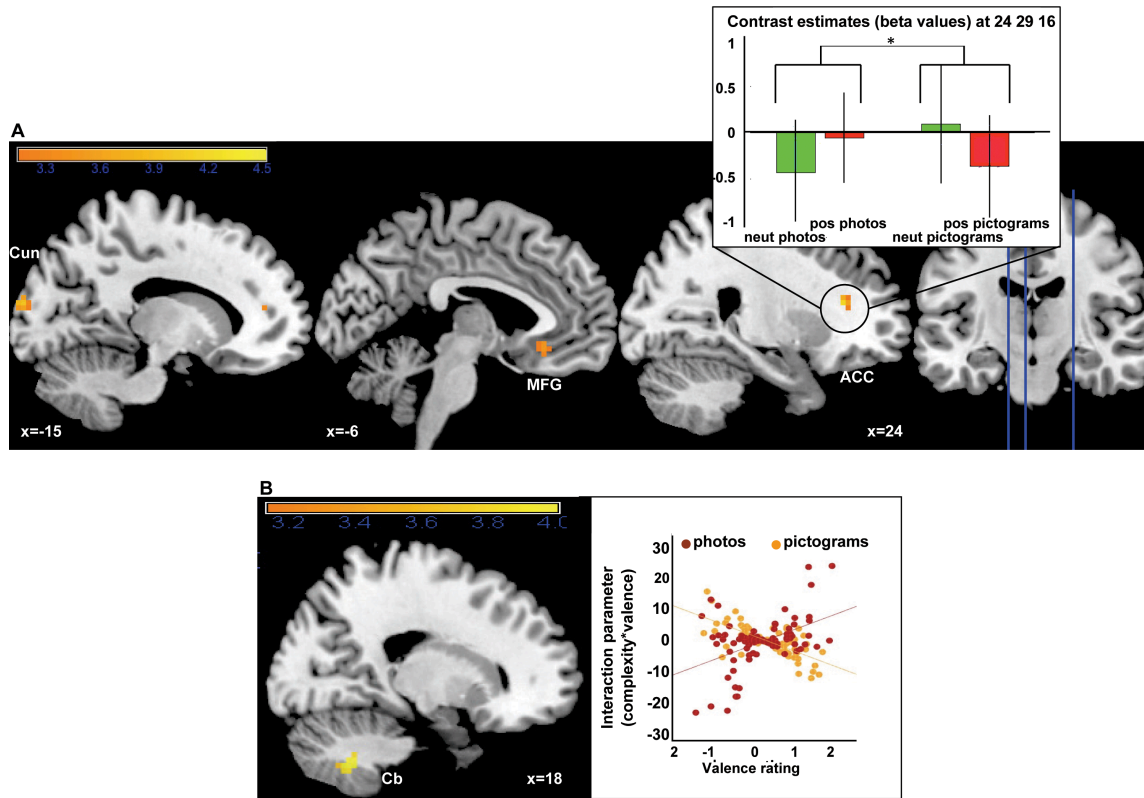 Contrast estimates (beta values) at 24 29 16
1
*
0.5
0
-0.5
-1
pos photos
pos pictograms
neut photos
neut pictograms
A
3.3 3.6 3.9 4.2 4.5
Cun
MFG
ACC
x=-15
x=-6
x=24
B
3.2 3.4 3.6 3.8 4.0
Cb
x=18
photos
pictograms
Interaction parameter
(complexity*valence)
30
20
10
0
-10
-20
-30
2 -1 0 1 2
Valence rating